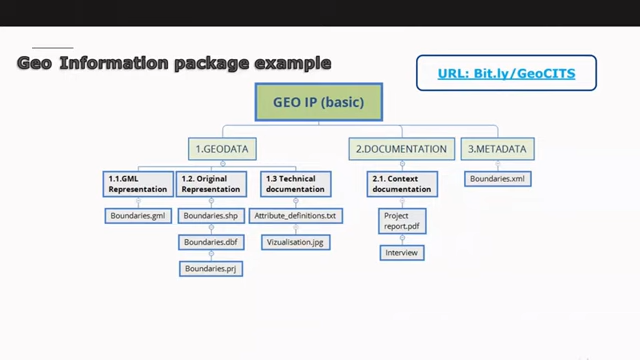 Geo Information package example
URL: Bit.ly/GeoCITS
GEO IP (basic)
1.GEODATA
2.DOCUMENTATION
3.METADATA
1.1.GML
Representation
1.2. Original
Representation
1.3 Technical
documentation
2.1. Context
documentation
Boundaries.xml
Boundaries.gml
Boundaries.shp
Attribute_definitions.txt
Project
report.pdf
Boundaries.dbf
Vizualisation.jpg
Interview
Boundaries.prj